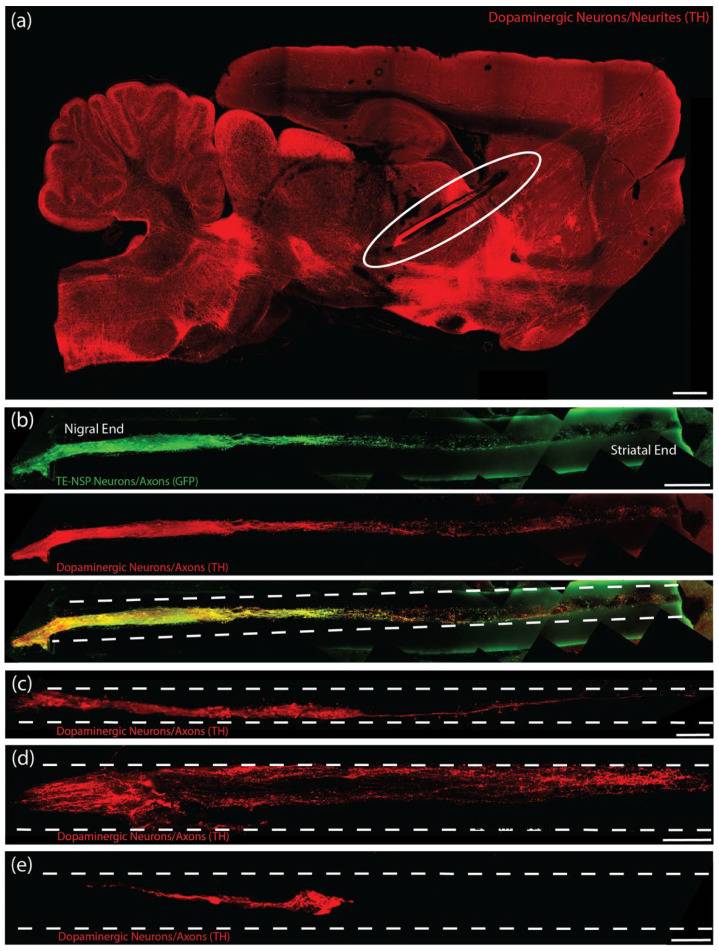 (a)
Dopaminergic Neurons/Neurites (TH)
(b)
Nigral End
Striatal End
TE-NSP Neurons/Axons (GFP)
Dopaminergic Neurons/Axons (TH)
(c)
Dopaminergic Neurons/Axons (TH)
(d)
Dopaminergic Neurons/Axons (TH)
(e)
Dopaminergic Neurons/Axons (TH)